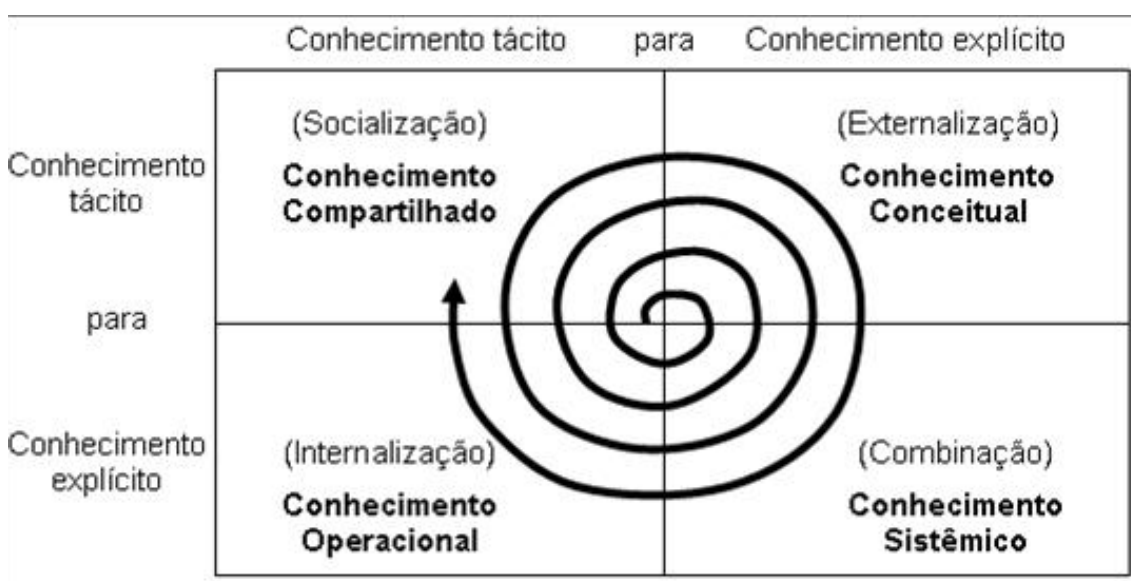 Conhecimento tácito para Conhecimento explícito
Conhecimento
tácito
para
Conhecimento
explícito
(Socialização)
Conhecimento
Compartilhado
(Externalização)
Conhecimento
Conceitual
(Internalização)
Conhecimento
Operacional
(Combinação)
Conhecimento
Sistêmico